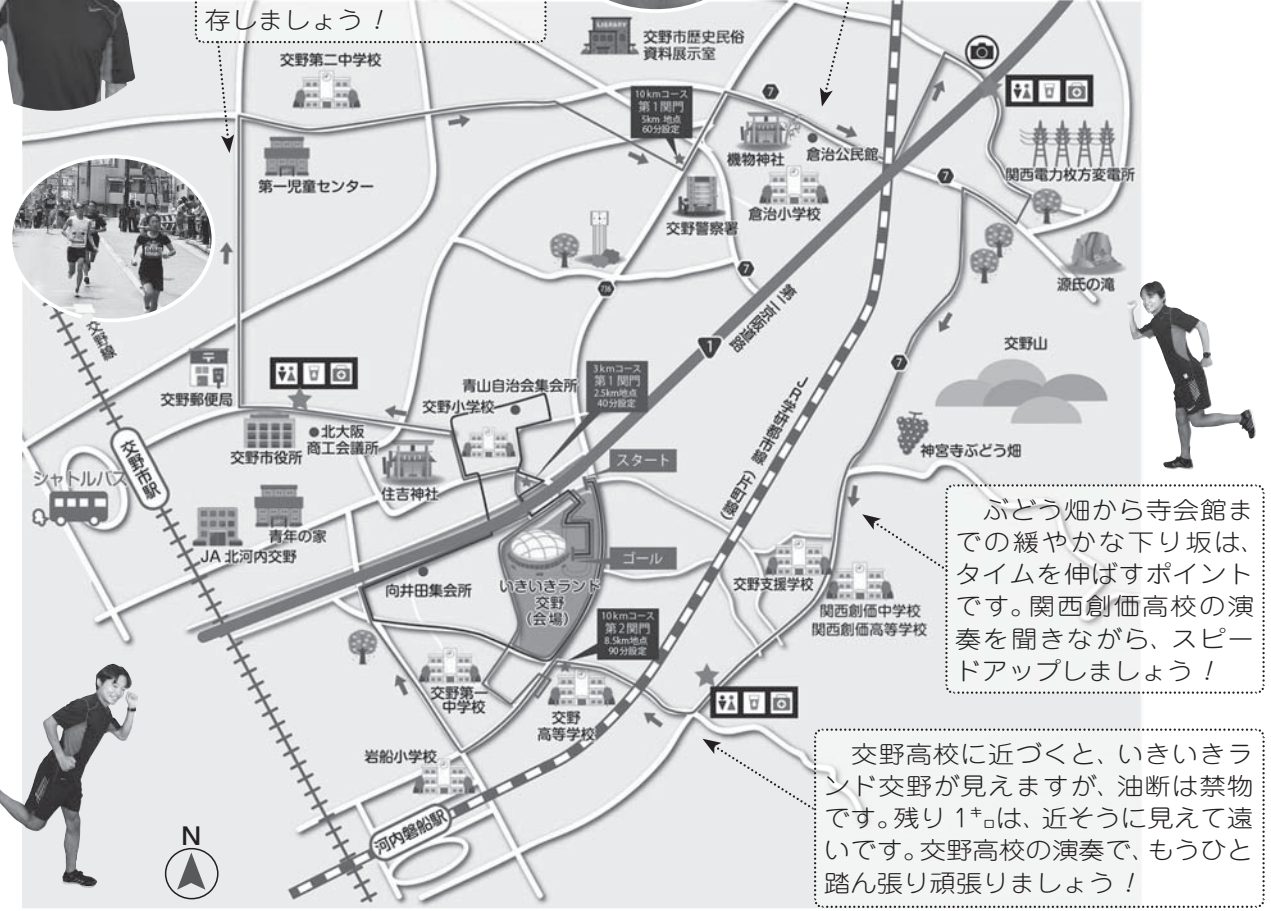 存しましょう！
LIBRARY
交野市歴史民俗
資料展示室
交野第二中学校
10kmコース
第1関門
5km 地点
60分設定
7
機物神社
倉治公民館
関西電力枚方変電所
第一児童センター
7
倉治小学校
交野警察署
7
源氏の滝
736
第二京阪道路
1
交野線
交野山
7
3kmコース
第1関門
2.5km地点
40分設定
青山自治会集会所
交野小学校
交野郵便局
JR学研都市線（片町線）
北大阪
商工会議所
交野市役所
神宮寺ぶどう畑
交野市駅
スタート
シャトルバス
住吉神社
青年の家
JA北河内交野
ゴール
向井田集会所
いきいきランド
交野
（会場）
交野支援学校
関西創価中学校
関西創価高等学校
ぶどう畑から寺会館ま
での緩やかな下り坂は、
タイムを伸ばすポイント
です。関西創価高校の演
奏を聞きながら、スピー
ドアップしましょう！
10kmコース
第2関門
8.5km地点
90分設定
交野第一
中学校
交野
高等学校
岩船小学校
交野高校に近づくと、いきいきラ
ンド交野が見えますが、油断は禁物
です。残り1㌔は、近そうに見えて遠
いです。交野高校の演奏で、もうひと
踏ん張り頑張りましょう！
河内磐船駅
N